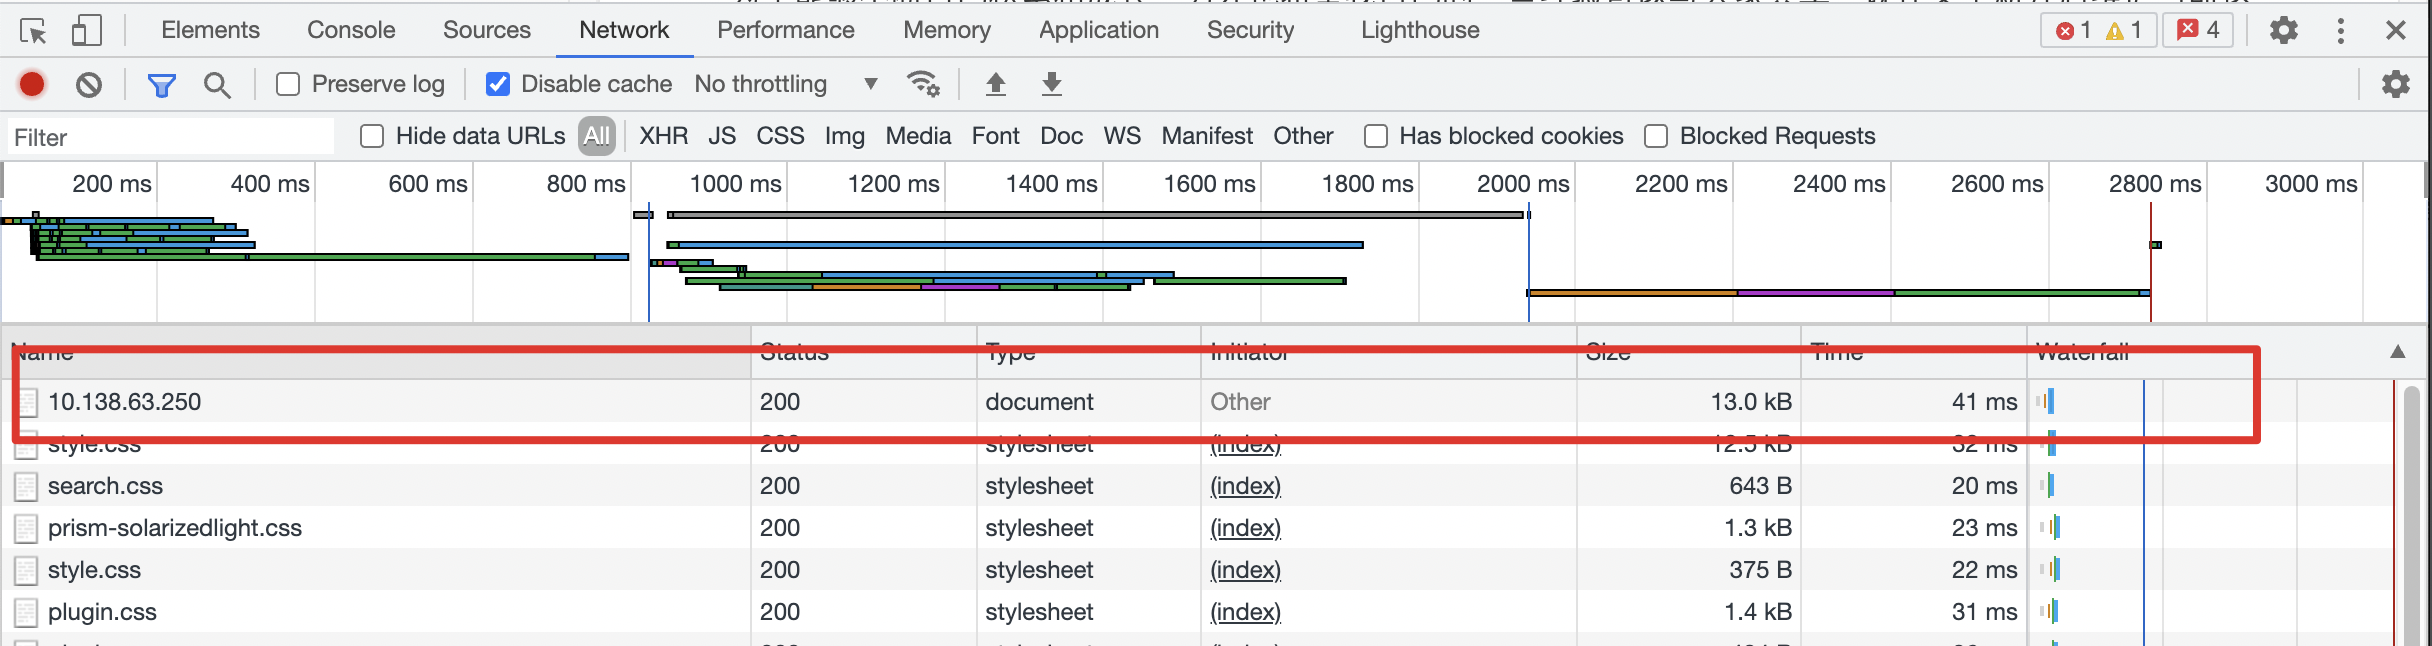 Elements Console Sources Network Performance Memory Application Security Lighthouse 1 1 4
Preserve log Disable cache No throttling
Filter Hide data URLs All XHR JS CSS Img Media Font Doc WS Manifest Other Has blocked cookies Blocked Requests
200 ms 400 ms 600 ms 800 ms 1000 ms 1200 ms 1400 ms 1600 ms 1800 ms 2000 ms 2200 ms 2400 ms 2600 ms 2800 ms 3000 ms
Name Status Type Initiator Size Time Waterfall
10.138.63.250 200 document Other 13.0 kB 41 ms
style.css 200 stylesheet (index) 12.5 kB 32 ms
search.css 200 stylesheet (index) 643 B 20 ms
prism-solarizedlight.css 200 stylesheet (index) 1.3 kB 23 ms
style.css 200 stylesheet (index) 375 B 22 ms
plugin.css 200 stylesheet (index) 1.4 kB 31 ms